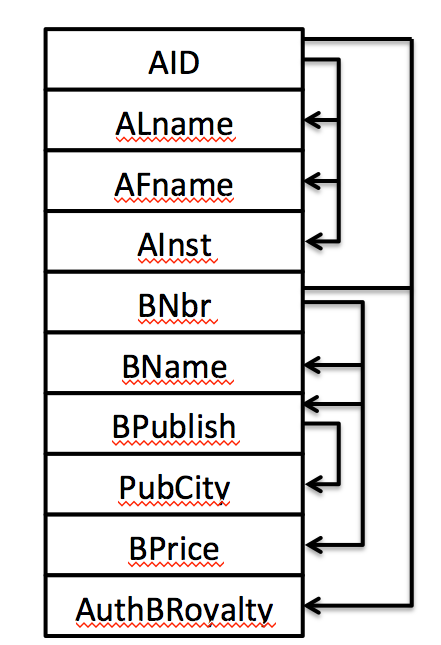 AID
ALname
AFname
AInst
BNbr
BName
BPublish
PubCity
BPrice
AuthBRoyalty